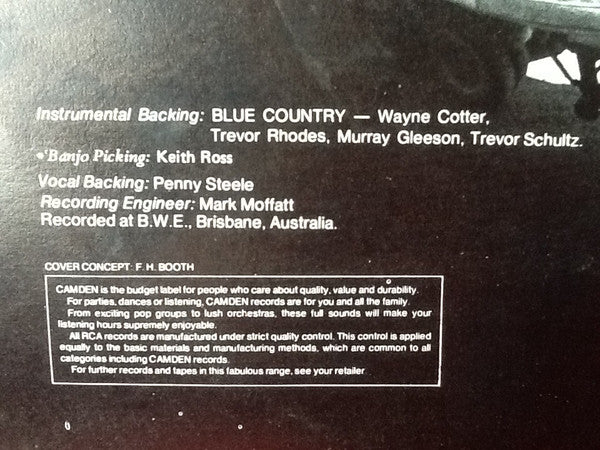 Instrumental Backing: BLUE COUNTRY — Wayne Cotter,
Trevor Rhodes, Murray Gleeson, Trevor Schultz.
*Banjo Picking: Keith Ross
Vocal Backing: Penny Steele
Recording Engineer: Mark Moffatt
Recorded at B.W.E., Brisbane, Australia.
COVER CONCEPT: F. H. BOOTH
CAMDEN is the budget label for people who care about quality, value and durability.
For parties, dances or listening, CAMDEN records are for you and all the family.
From exciting pop groups to lush orchestras, these full sounds will make your
listening hours supremely enjoyable.
All RCA records are manufactured under strict quality control. This control is applied
equally to the basic materials and manufacturing methods, which are common to all
categories including CAMDEN records.
For further records and tapes in this fabulous range, see your retailer